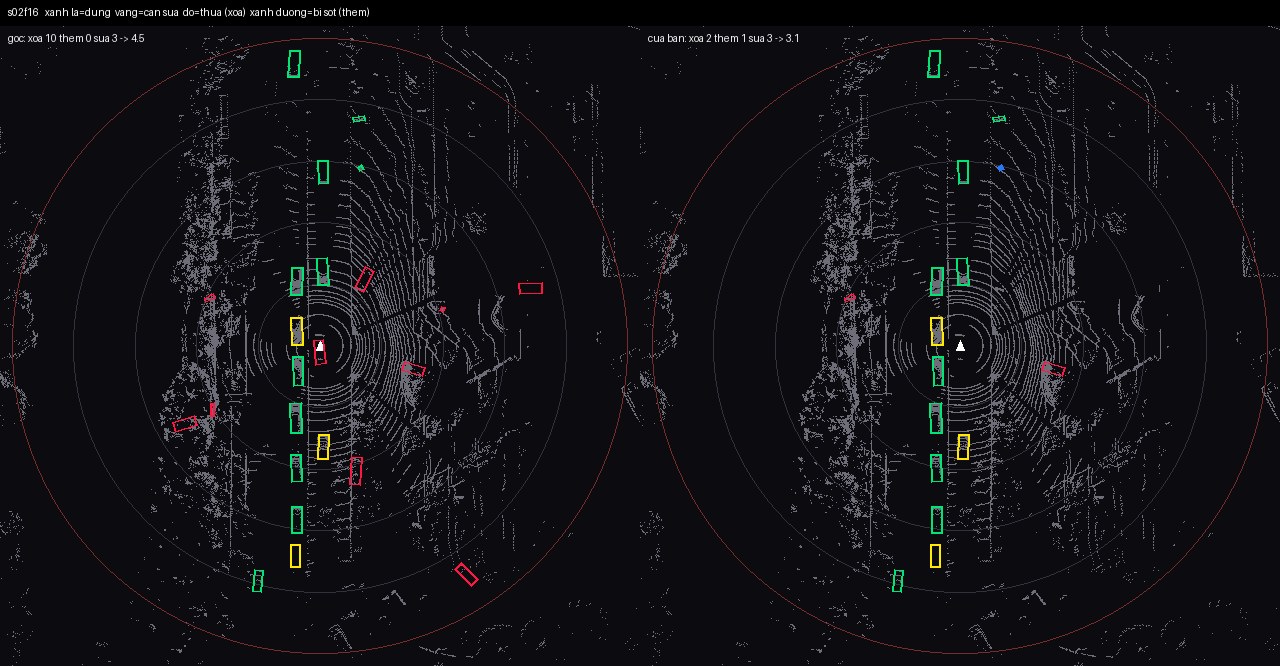 s02f16 xanh la=dung vang=can sua do=thua (xoa) xanh duong=bi sot (them)
goc: xoa 10 them 0 sua 3 -> 4.5
cua ban: xoa 2 them 1 sua 3 -> 3.1